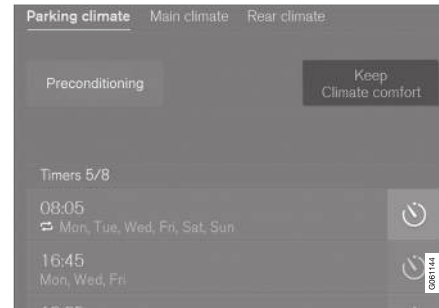 Parking climate Main climate Rear climate
Preconditioning
Keep
Climate comfort
Timers 5/8
08:05
Mon, Tue, Wed, Fri, Sat, Sun
16:45
Mon, Wed, Fri
G061144